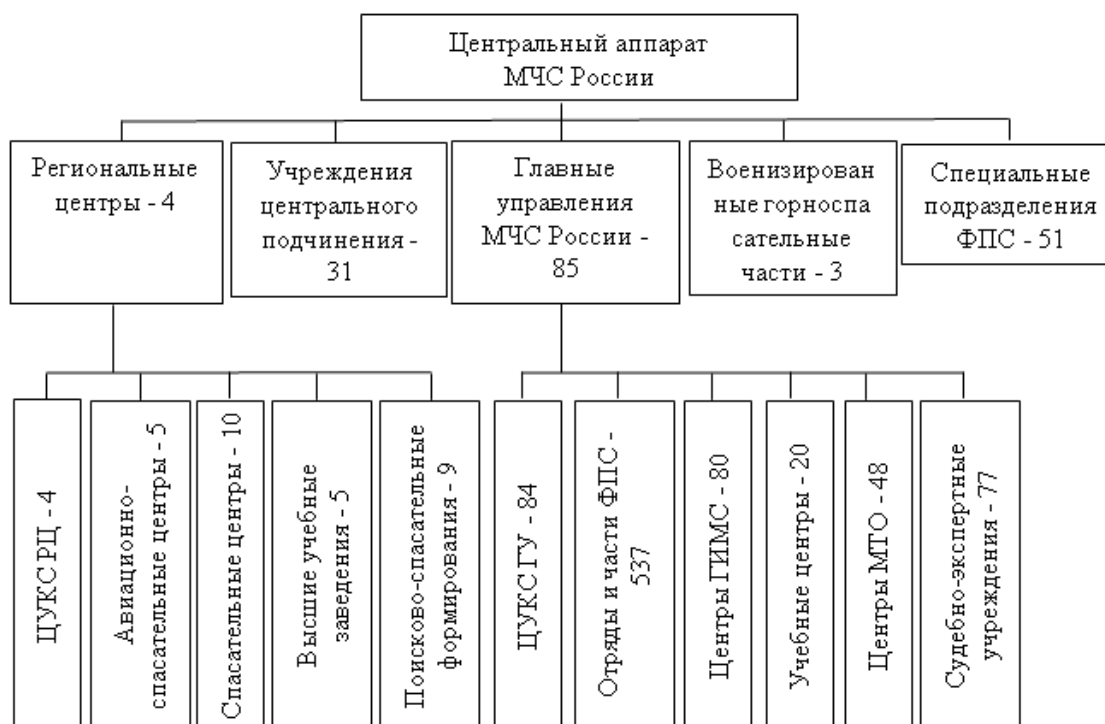 Центральный аппарат
МЧС России
Региональные
центры - 4
Учреждения
центрального
подчинения -
31
Главные
управления
МЧС России -
85
Военизирован
ные горноспа
сательные
части - 3
Специальные
подразделения
ФПС - 51
ЦУКС РЦ - 4
Авиационно-
спасательные центры - 5
Спасательные центры - 10
Высшие учебные
заведения - 5
Поисково-спасательные
формирования - 9
ЦУКС ГУ - 84
Отряды и части ФПС -
537
Центры ГИМС - 80
Учебные центры - 20
Центры МТО - 48
Судебно-экспертные
учреждения - 77